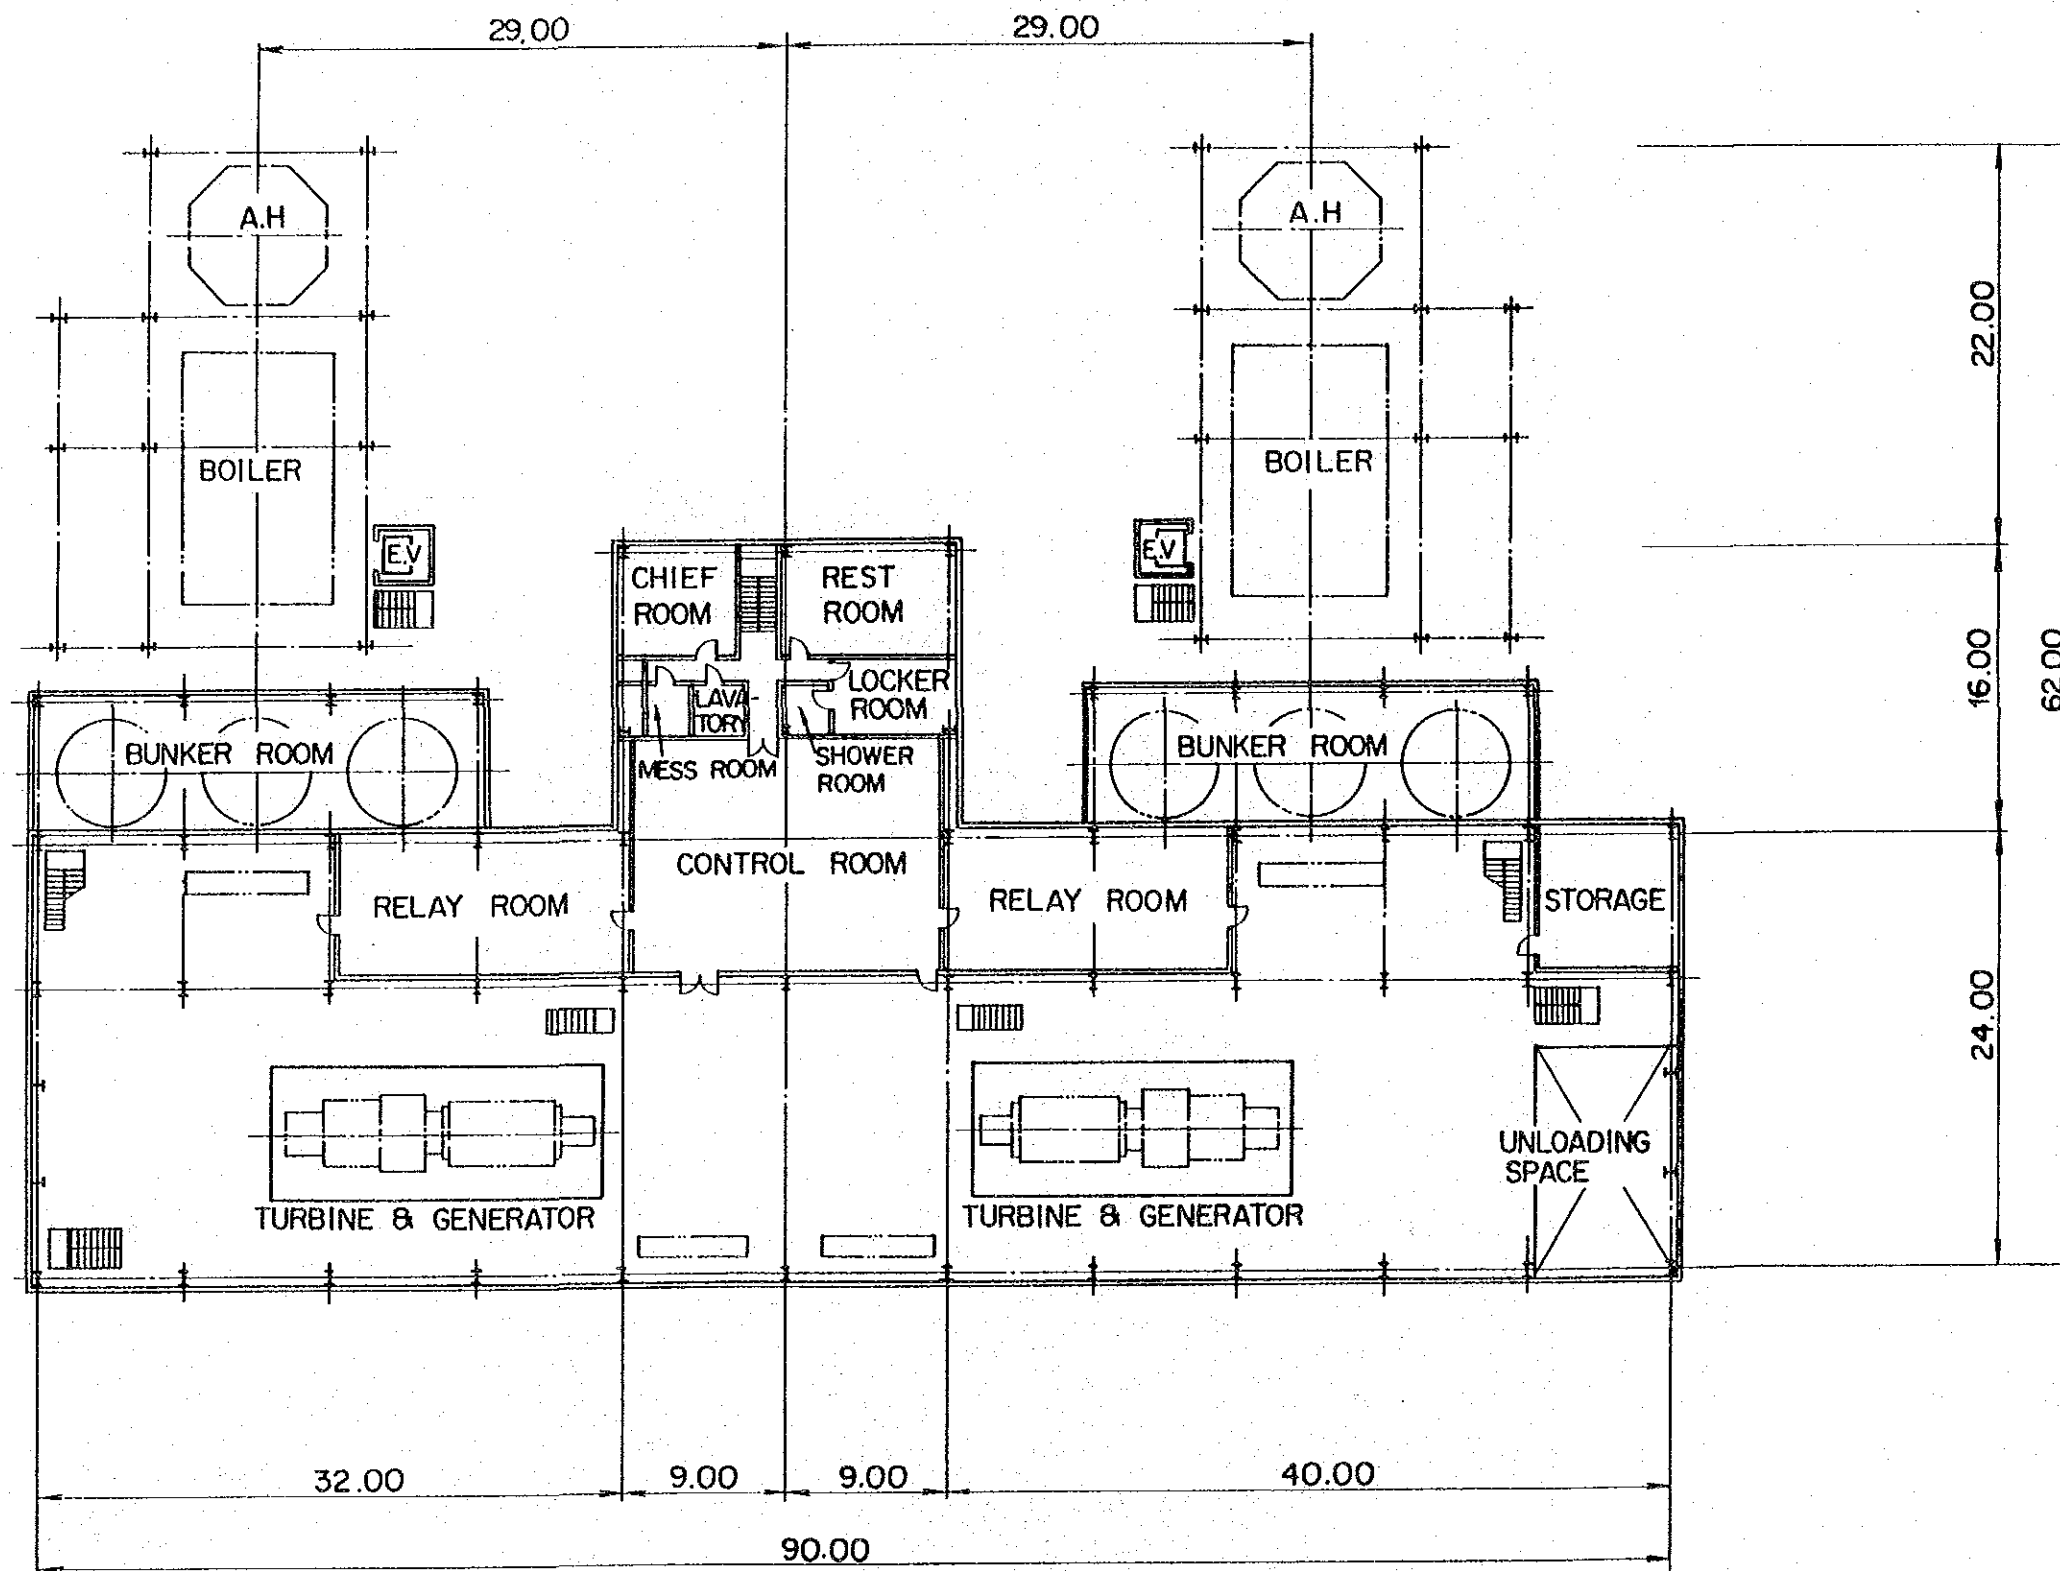 29.00
29.00
A.H
A.H
22.00
BOILER
BOILER
E.V
E.V
CHIEF
ROOM
REST
ROOM
16.00
62.00
LAVA
TORY
LOCKER
ROOM
BUNKER ROOM
MESS ROOM
SHOWER
ROOM
BUNKER ROOM
RELAY ROOM
CONTROL ROOM
RELAY ROOM
STORAGE
24.00
UNLOADING
SPACE
TURBINE & GENERATOR
TURBINE & GENERATOR
32.00
9.00
9.00
40.00
90.00